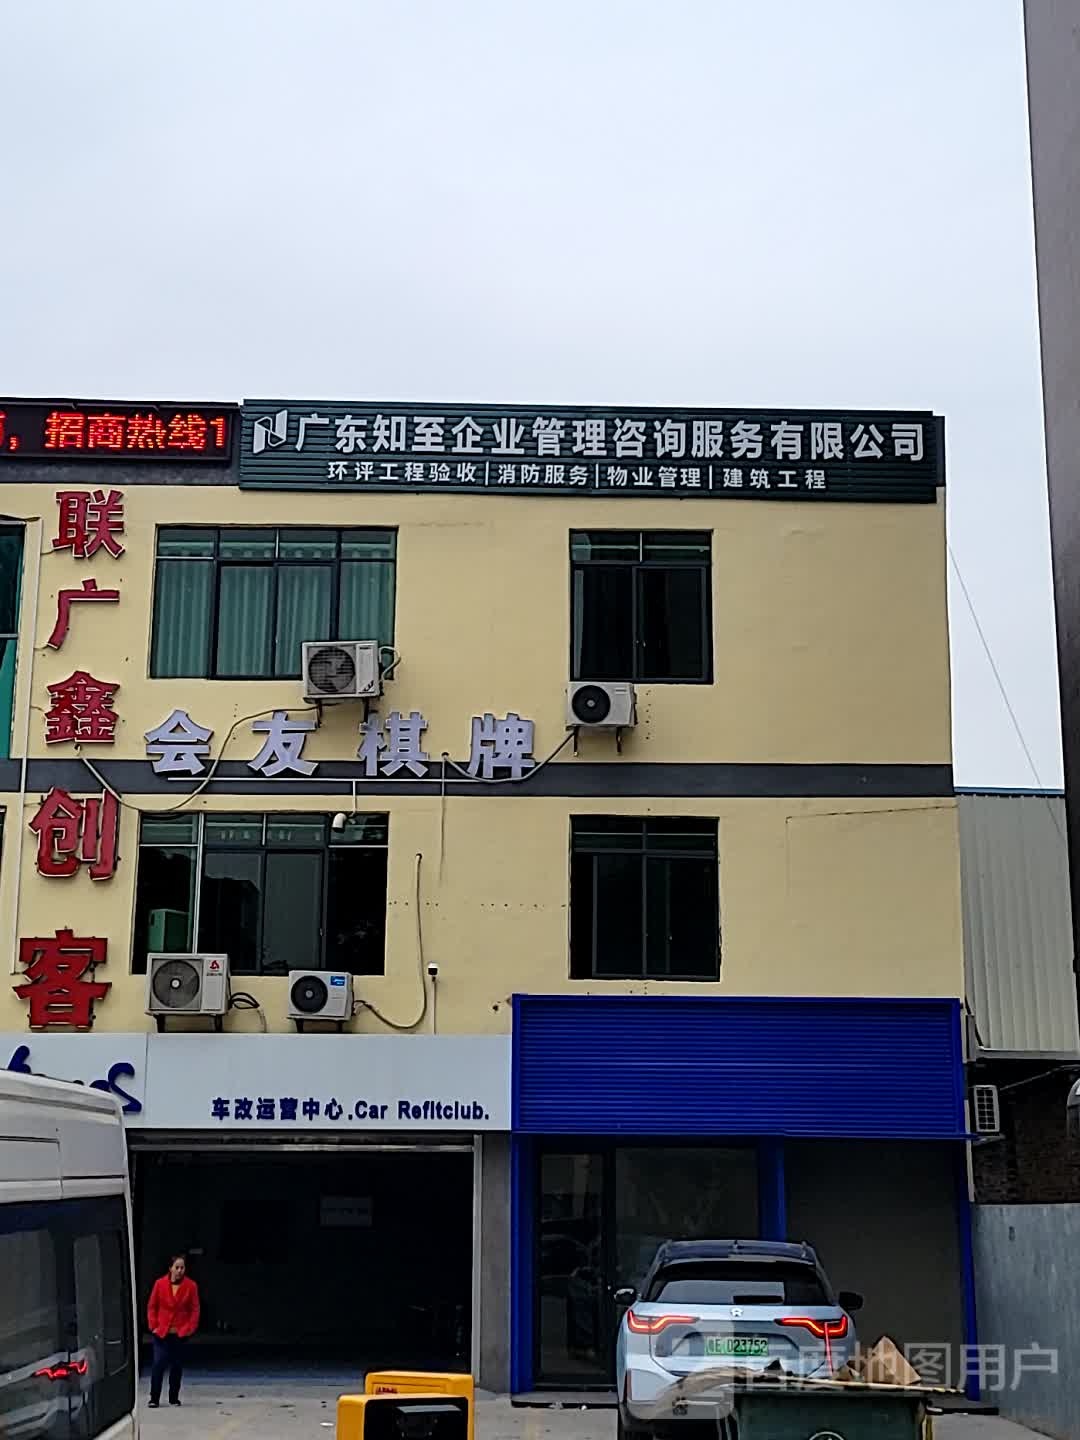 ，招商热线1
广东知至企业管理咨询服务有限公司
环评工程验收|消防服务|物业管理|建筑工程
联广鑫创客
会友棋牌
车改运营中心.Car Refitclub.
百度地图用户